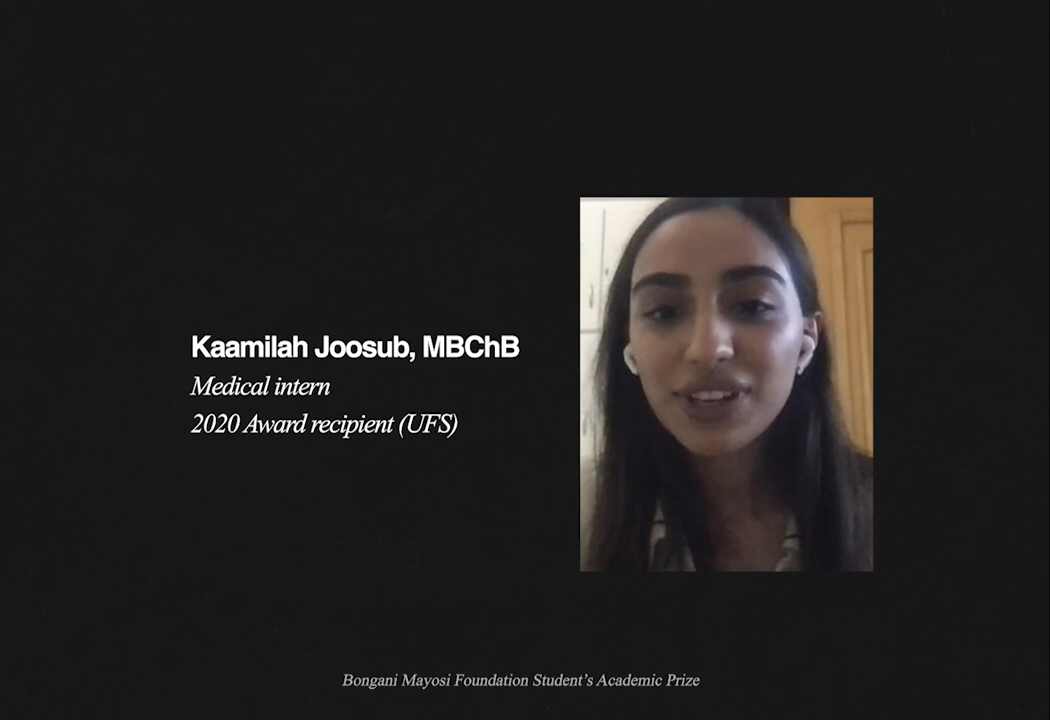 Kaamilah Joosub, MBChB
Medical intern
2020 Award recipient (UFS)
Bongani Mayosi Foundation Student’s Academic Prize